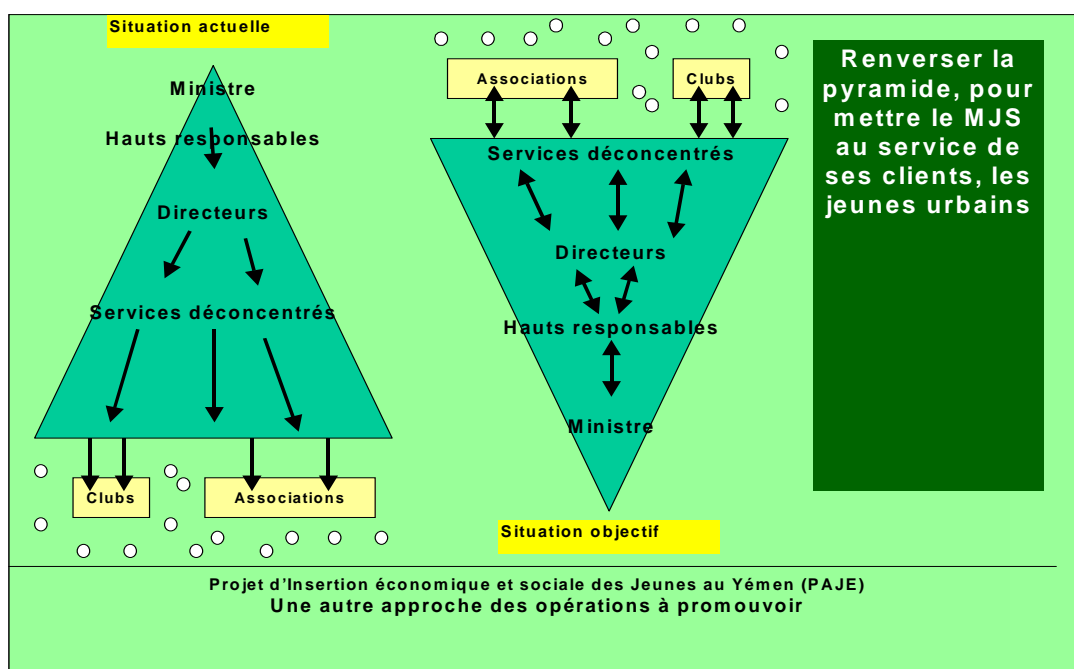 Situation actuelle
Ministre
Hauts responsables
Directeurs
Services déconcentrés
Clubs
Associations
Associations
Clubs
Services déconcentrés
Directeurs
Hauts responsables
Ministre
Situation objectif
Renverser la
pyramide, pour
mettre le MJS
au service de
ses clients, les
jeunes urbains
Projet d'Insertion économique et sociale des Jeunes au Yémen (PAJE)
Une autre approche des opérations à promouvoir